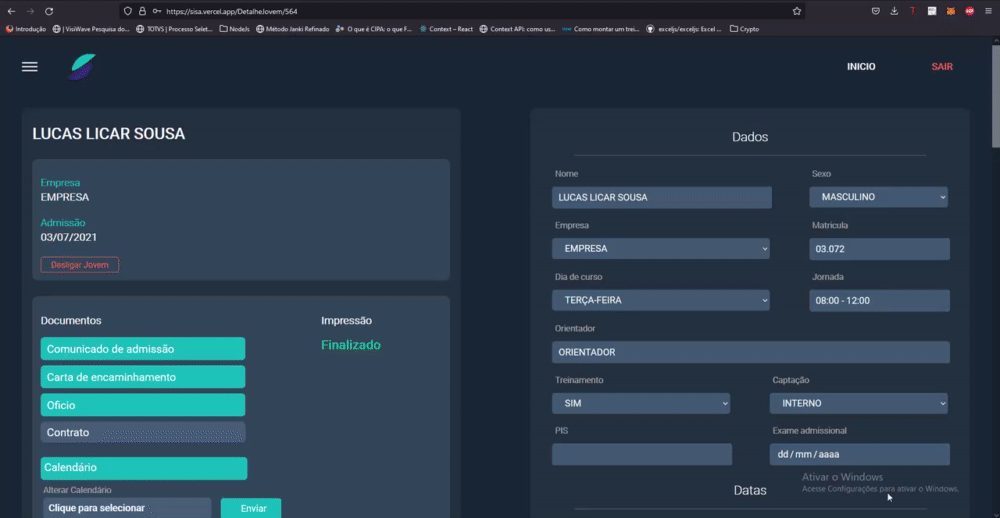 https://sisa.vercel.app/DetalheJovem/564
Introdução
(VisiWave Pesquisa do...
TOTVS | Processo Selet...
NodeJs
Método Janki Refinado
O que é CIPA: o que F...
Context – React
Context API: como us...
Como montar um trei...
exceljs/exceljs: Excel ...
Crypto
INICIO
SAIR
LUCAS LICAR SOUSA
Empresa
EMPRESA
Admissão
03/07/2021
Desligar Jovem
Documentos
Impressão
Comunicado de admissão
Finalizado
Carta de encaminhamento
Oficio
Contrato
Calendário
Alterar Calendário
Clique para selecionar
Enviar
Dados
Nome
Sexo
LUCAS LICAR SOUSA
MASCULINO
Empresa
Matricula
EMPRESA
03.072
Dia de curso
Jornada
TERÇA-FEIRA
08:00 - 12:00
Orientador
ORIENTADOR
Treinamento
Captação
SIM
INTERNO
PIS
Exame admissional
dd / mm / aaaa
Datas
Ativar o Windows
Acesse Configurações para ativar o Windows.